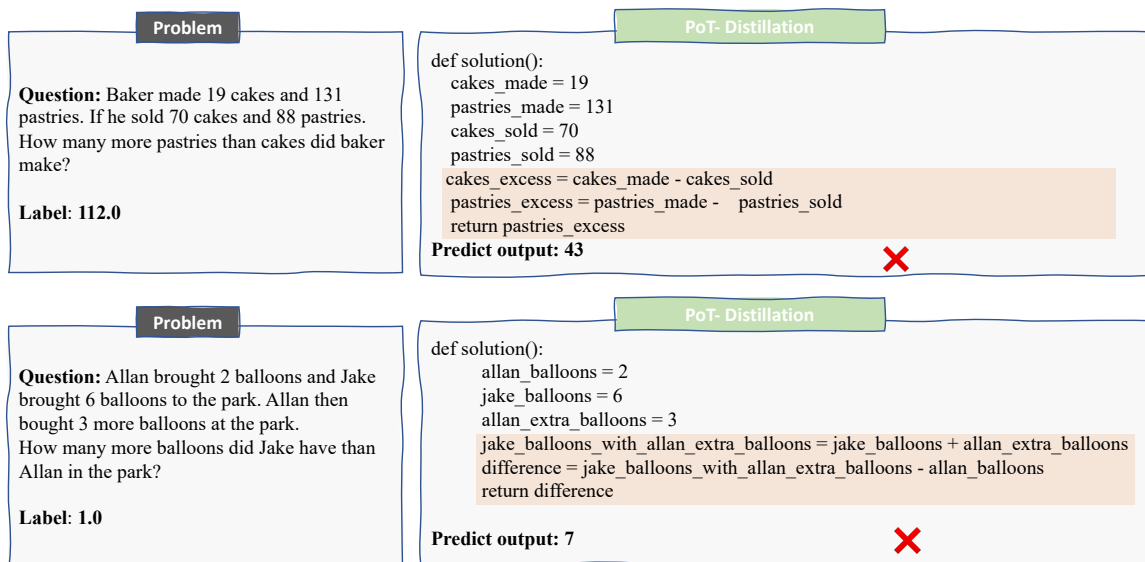 Problem
Question: Baker made 19 cakes and 131
pastries. If he sold 70 cakes and 88 pastries.
How many more pastries than cakes did baker
make?
Label: 112.0
PoT- Distillation
def solution():
cakes_made = 19
pastries_made = 131
cakes_sold = 70
pastries_sold = 88
cakes_excess = cakes_made - cakes_sold
pastries_excess = pastries_made - pastries_sold
return pastries_excess
Predict output: 43
Problem
Question: Allan brought 2 balloons and Jake
brought 6 balloons to the park. Allan then
bought 3 more balloons at the park.
How many more balloons did Jake have than
Allan in the park?
Label: 1.0
PoT- Distillation
def solution():
allan_balloons = 2
jake_balloons = 6
allan_extra_balloons = 3
jake_balloons_with_allan_extra_balloons = jake_balloons + allan_extra_balloons
difference = jake_balloons_with_allan_extra_balloons - allan_balloons
return difference
Predict output: 7